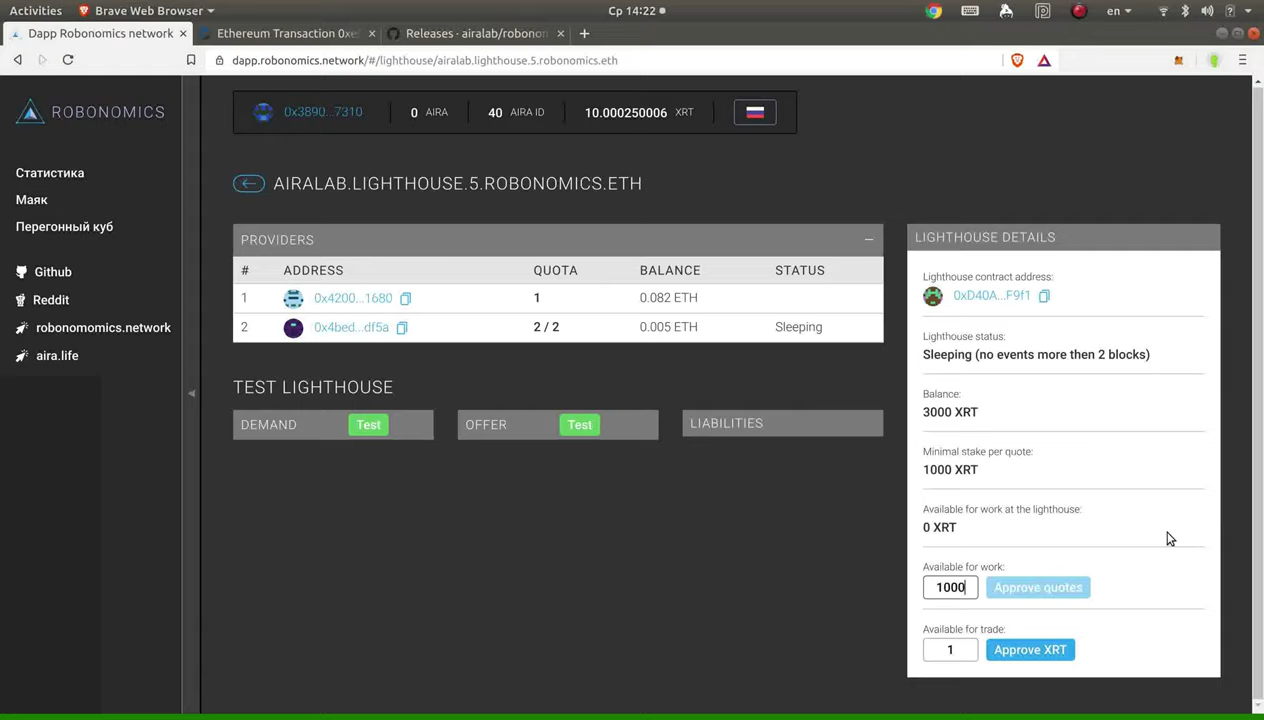 Activities Brave Web Browser Ср 14:22 en
Dapp Robonomics network Ethereum Transaction 0xe Releases · airalab/robonom
dapp.robonomics.network/#/lighthouse/airalab.lighthouse.5.robonomics.eth
ROBONOMICS
Статистика
Маяк
Перегонный куб
Github
Reddit
robonomomics.network
aira.life
0x3890...7310 0 AIRA 40 AIRA ID 10.000250006 XRT
AIRALAB.LIGHTHOUSE.5.ROBONOMICS.ETH
PROVIDERS
# ADDRESS QUOTA BALANCE STATUS
1 0x4200...1680 1 0.082 ETH
2 0x4bed...df5a 2 / 2 0.005 ETH Sleeping
TEST LIGHTHOUSE
DEMAND Test OFFER Test LIABILITIES
LIGHTHOUSE DETAILS
Lighthouse contract address:
0xD40A...F9f1
Lighthouse status:
Sleeping (no events more then 2 blocks)
Balance:
3000 XRT
Minimal stake per quote:
1000 XRT
Available for work at the lighthouse:
0 XRT
Available for work:
1000 Approve quotes
Available for trade:
1 Approve XRT